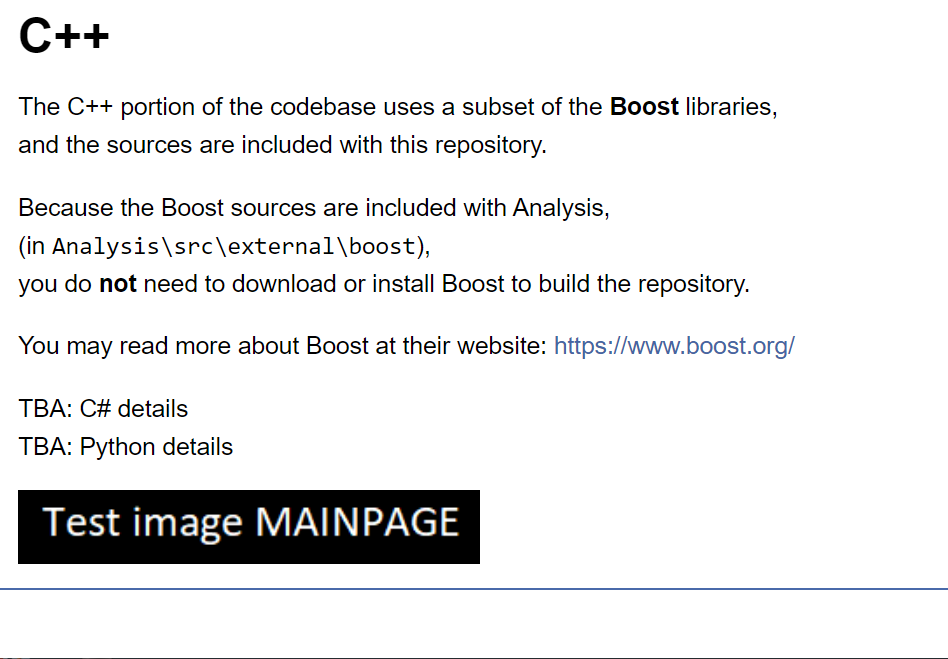 C++
The C++ portion of the codebase uses a subset of the Boost libraries,
and the sources are included with this repository.
Because the Boost sources are included with Analysis,
(in Analysis\src\external\boost),
you do not need to download or install Boost to build the repository.
You may read more about Boost at their website: https://www.boost.org/
TBA: C# details
TBA: Python details
Test image MAINPAGE